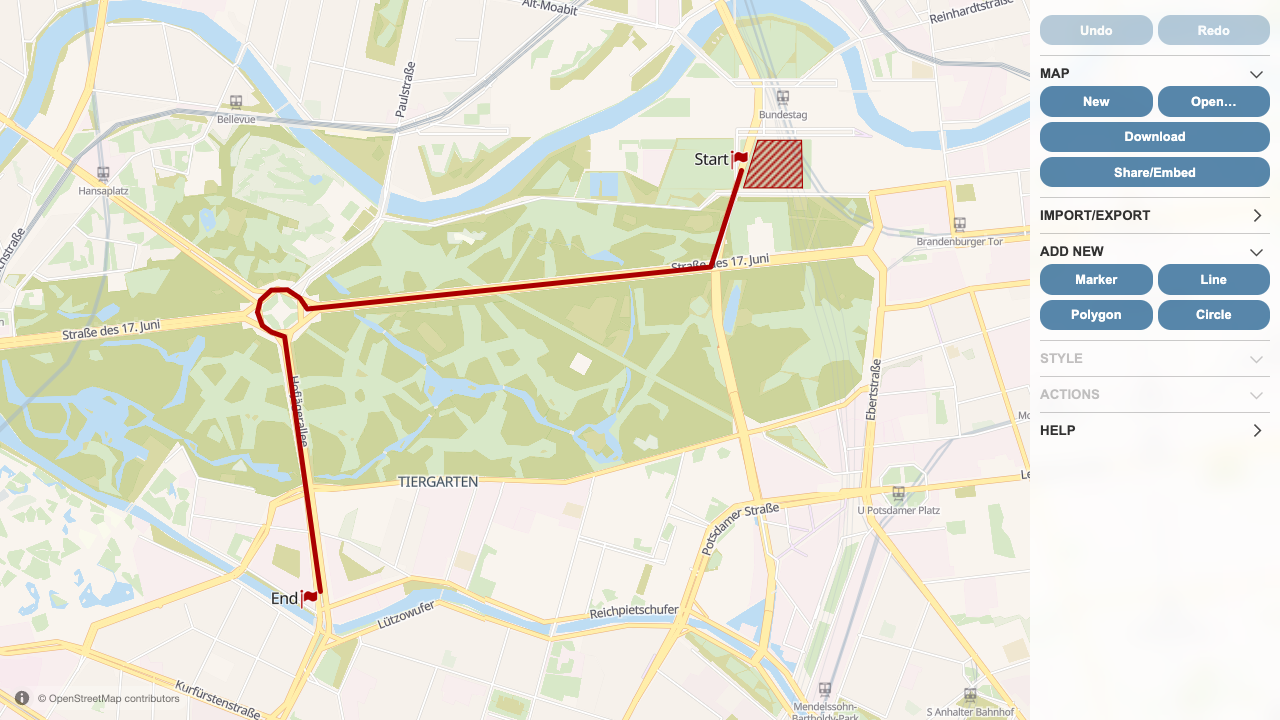 Alt-Moabit
Reinhardtstraße
Paulstraße
Bellevue
Bundestag
Start
Hansaplatz
Brandenburger Tor
Straße des 17. Juni
Straße des 17. Juni
Hofjägerallee
Ebertstraße
TIERGARTEN
U Potsdamer Platz
Potsdamer Straße
End
Lützowufer
Reichpietschufer
Kurfürstenstraße
Mendelssohn-
Bartholdy-Park
S Anhalter Bahnhof
© OpenStreetMap contributors
Undo
Redo
MAP
New
Open…
Download
Share/Embed
IMPORT/EXPORT
ADD NEW
Marker
Line
Polygon
Circle
STYLE
ACTIONS
HELP